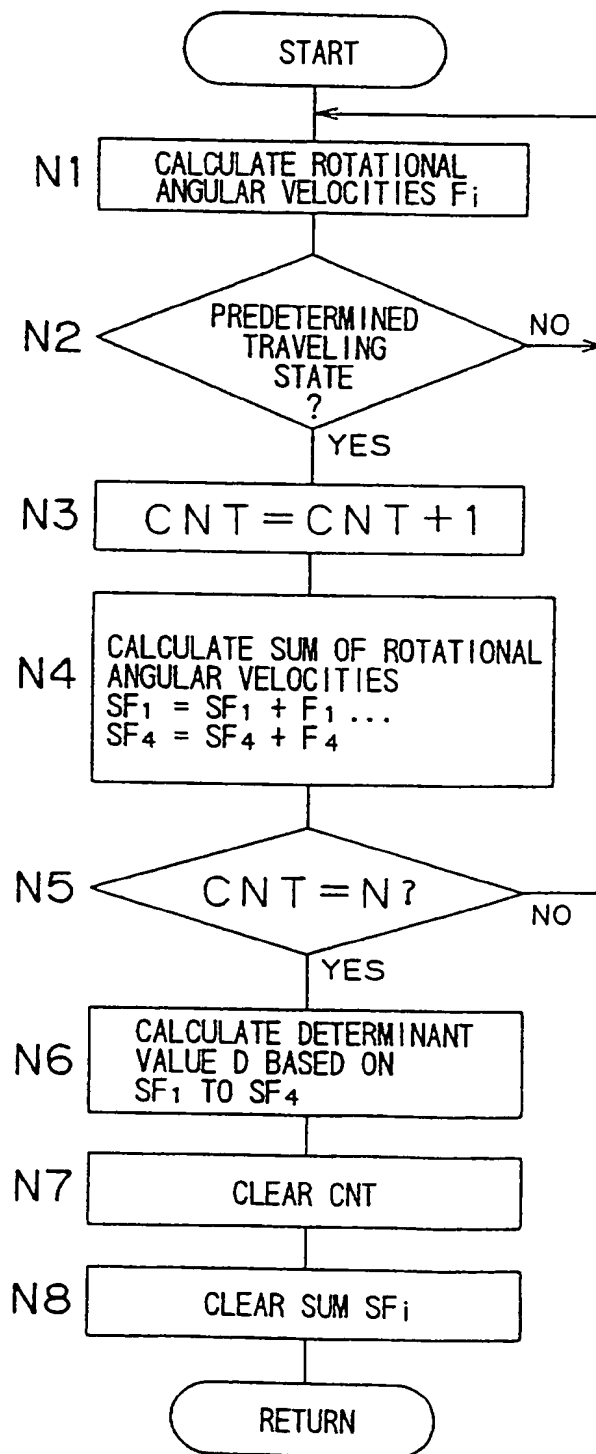 START
N1
CALCULATE ROTATIONAL
ANGULAR VELOCITIES Fi
N2
PREDETERMINED
TRAVELING
STATE
?
NO
YES
N3
CNT=CNT+1
N4
CALCULATE SUM OF ROTATIONAL
ANGULAR VELOCITIES
SF1 = SF1 + F1 ...
SF4 = SF4 + F4
N5
CNT=N?
NO
YES
N6
CALCULATE DETERMINANT
VALUE D BASED ON
SF1 TO SF4
N7
CLEAR CNT
N8
CLEAR SUM SFi
RETURN